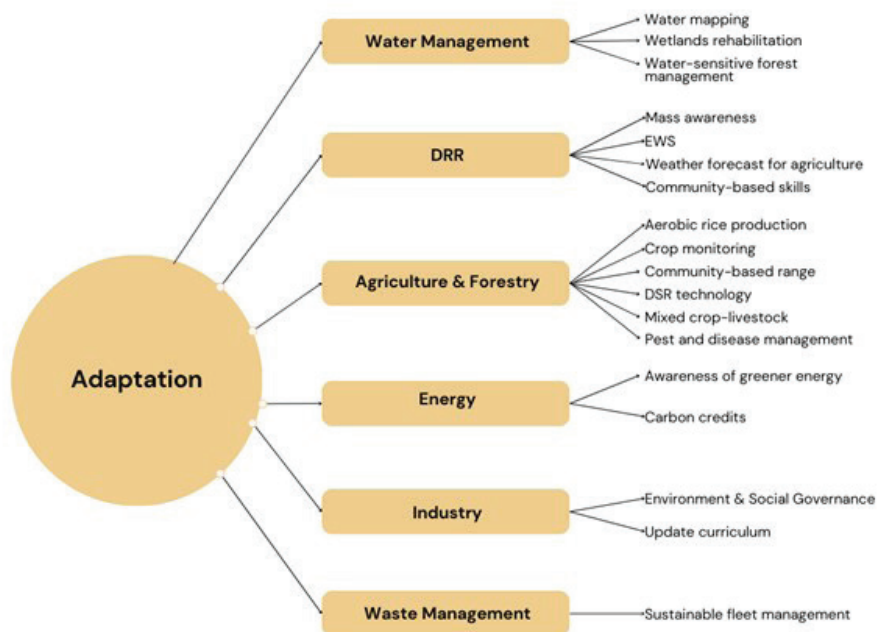 Adaptation
Water Management
Water mapping
Wetlands rehabilitation
Water-sensitive forest
management
DRR
Mass awareness
EWS
Weather forecast for agriculture
Community-based skills
Agriculture & Forestry
Aerobic rice production
Crop monitoring
Community-based range
DSR technology
Mixed crop-livestock
Pest and disease management
Energy
Awareness of greener energy
Carbon credits
Industry
Environment & Social Governance
Update curriculum
Waste Management
Sustainable fleet management